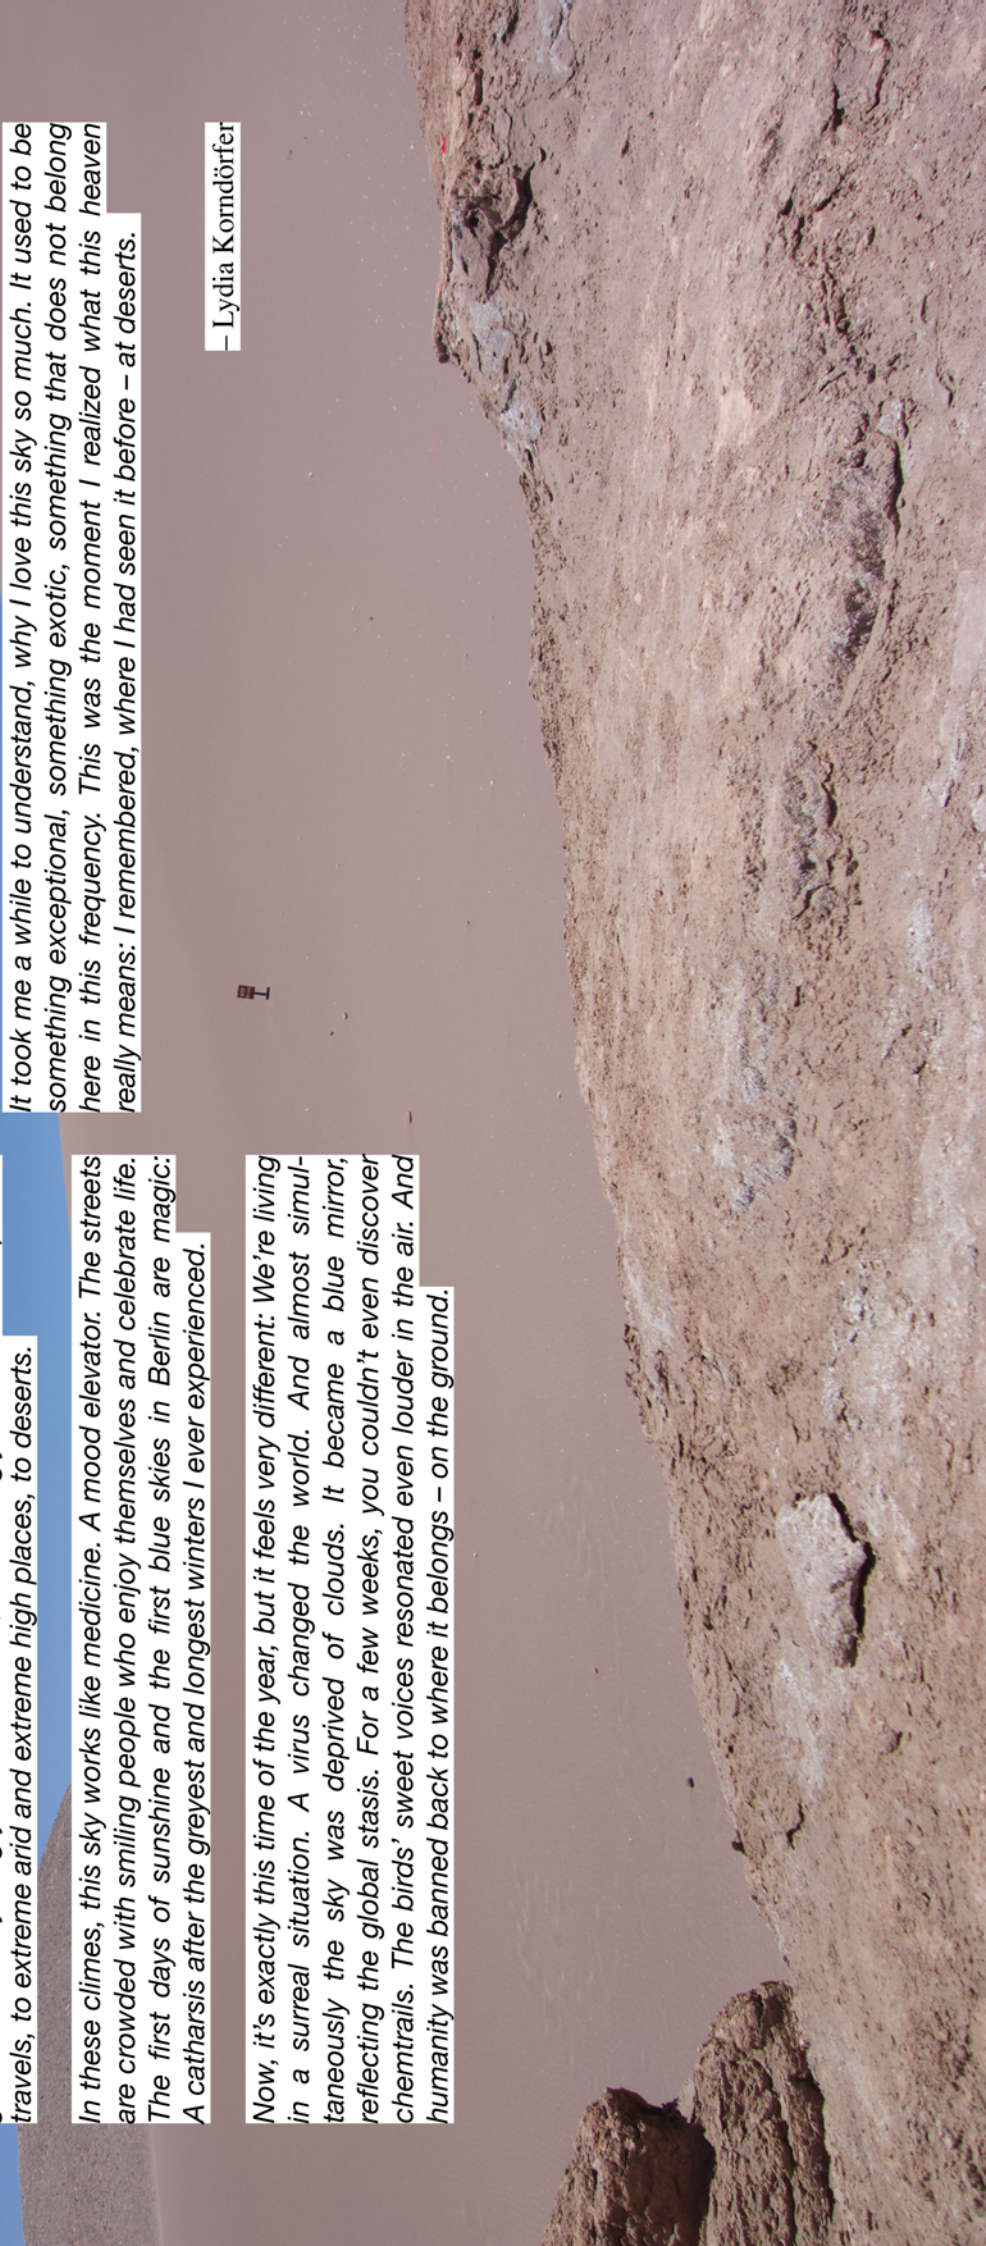 travels, to extreme arid and extreme high places, to deserts.
In these climes, this sky works like medicine. A mood elevator. The streets
are crowded with smiling people who enjoy themselves and celebrate life.
The first days of sunshine and the first blue skies in Berlin are magic:
A catharsis after the greyest and longest winters I ever experienced.
Now, it's exactly this time of the year, but it feels very different: We're living
in a surreal situation. A virus changed the world. And almost simul-
taneously the sky was deprived of clouds. It became a blue mirror,
reflecting the global stasis. For a few weeks, you couldn't even discover
chemtrails. The birds' sweet voices resonated even louder in the air. And
humanity was banned back to where it belongs – on the ground.
It took me a while to understand, why I love this sky so much. It used to be
something exceptional, something exotic, something that does not belong
here in this frequency. This was the moment I realized what this heaven
really means: I remembered, where I had seen it before – at deserts.
– Lydia Korndörfer